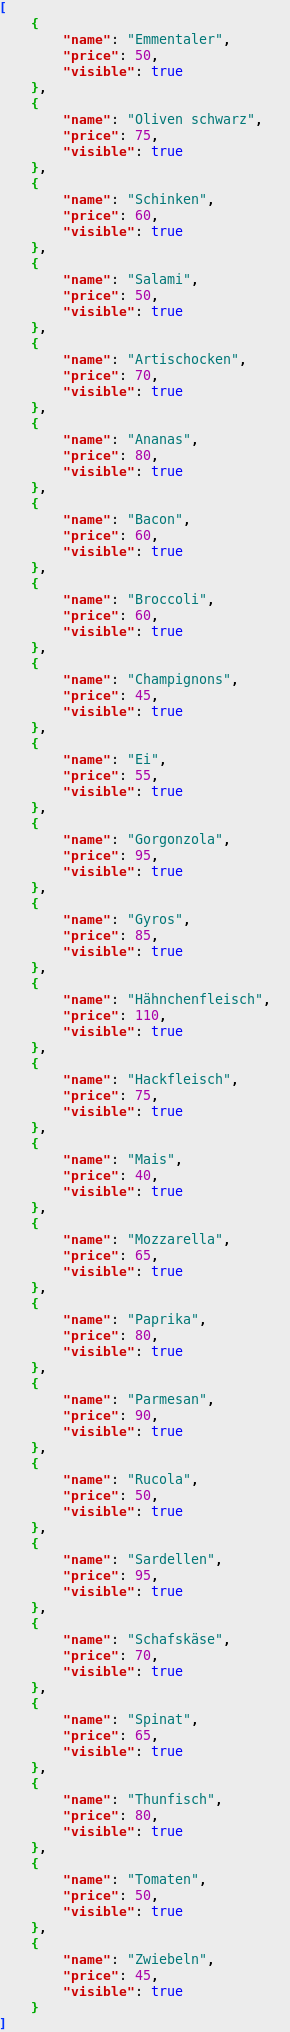 [
    {
        "name": "Emmentaler",
        "price": 50,
        "visible": true
    },
    {
        "name": "Oliven schwarz",
        "price": 75,
        "visible": true
    },
    {
        "name": "Schinken",
        "price": 60,
        "visible": true
    },
    {
        "name": "Salami",
        "price": 50,
        "visible": true
    },
    {
        "name": "Artischocken",
        "price": 70,
        "visible": true
    },
    {
        "name": "Ananas",
        "price": 80,
        "visible": true
    },
    {
        "name": "Bacon",
        "price": 60,
        "visible": true
    },
    {
        "name": "Broccoli",
        "price": 60,
        "visible": true
    },
    {
        "name": "Champignons",
        "price": 45,
        "visible": true
    },
    {
        "name": "Ei",
        "price": 55,
        "visible": true
    },
    {
        "name": "Gorgonzola",
        "price": 95,
        "visible": true
    },
    {
        "name": "Gyros",
        "price": 85,
        "visible": true
    },
    {
        "name": "Hähnchenfleisch",
        "price": 110,
        "visible": true
    },
    {
        "name": "Hackfleisch",
        "price": 75,
        "visible": true
    },
    {
        "name": "Mais",
        "price": 40,
        "visible": true
    },
    {
        "name": "Mozzarella",
        "price": 65,
        "visible": true
    },
    {
        "name": "Paprika",
        "price": 80,
        "visible": true
    },
    {
        "name": "Parmesan",
        "price": 90,
        "visible": true
    },
    {
        "name": "Rucola",
        "price": 50,
        "visible": true
    },
    {
        "name": "Sardellen",
        "price": 95,
        "visible": true
    },
    {
        "name": "Schafskäse",
        "price": 70,
        "visible": true
    },
    {
        "name": "Spinat",
        "price": 65,
        "visible": true
    },
    {
        "name": "Thunfisch",
        "price": 80,
        "visible": true
    },
    {
        "name": "Tomaten",
        "price": 50,
        "visible": true
    },
    {
        "name": "Zwiebeln",
        "price": 45,
        "visible": true
    }
]